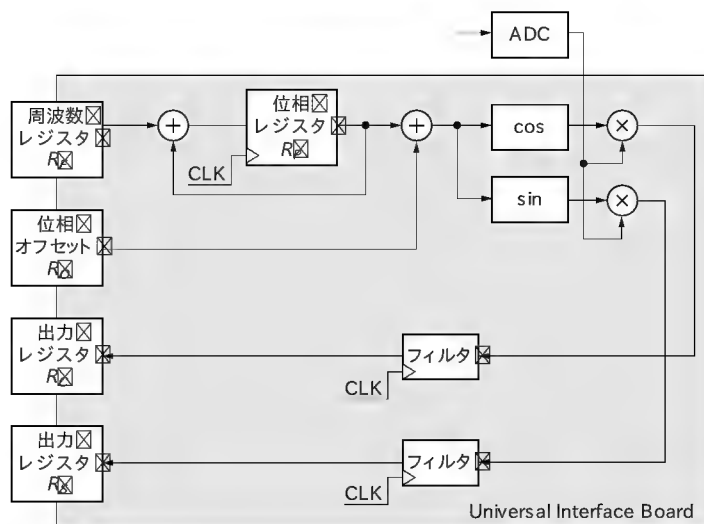 ADC
周波数
レジスタ
R
位相
レジスタ
R
CLK
+
+
cos
×
sin
×
位相
オフセット
R
出力
レジスタ
R
フィルタ
CLK
出力
レジスタ
R
フィルタ
CLK
Universal Interface Board